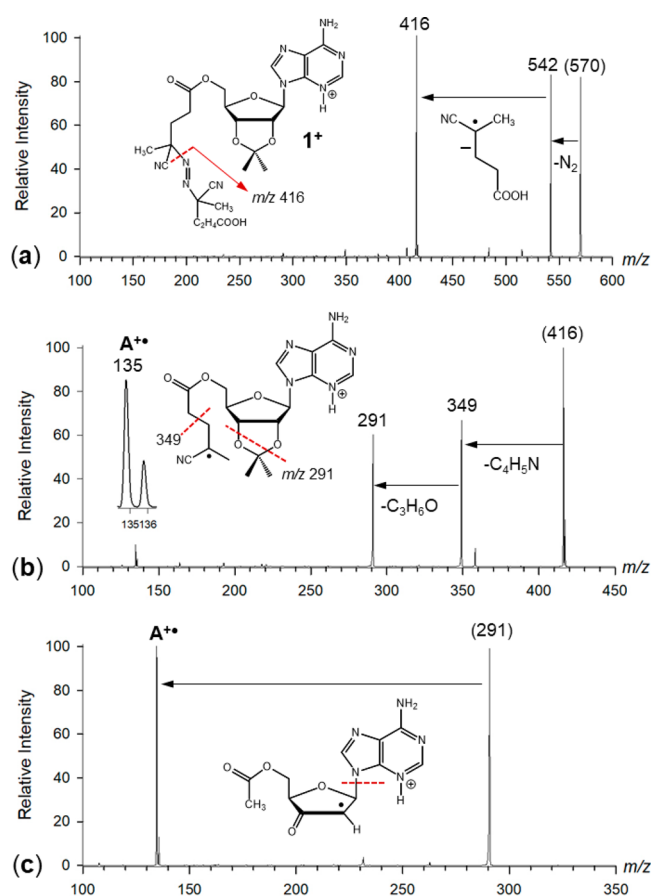 Relative Intensity
100
80
60
40
20
0
416
542 (570)
NH₂
N
N
N
N
H
⊕
O
O
O
O
O
1⁺
H₃C
CN
N
N
CN
CH₃
C₂H₄COOH
m/z 416
NC
CH₃
COOH
-N₂
100 150 200 250 300 350 400 450 500 550 600
m/z
(a)
Relative Intensity
100
80
60
40
20
0
A⁺•
135
135 136
NH₂
N
N
N
N
H
⊕
O
O
O
O
O
349
NC
m/z 291
291
349
(416)
-C₄H₅N
-C₃H₆O
100 150 200 250 300 350 400 450
m/z
(b)
Relative Intensity
100
80
60
40
20
0
A⁺•
(291)
NH₂
N
N
N
N
H
⊕
O
O
O
CH₃
O
H
100 150 200 250 300 350
m/z
(c)